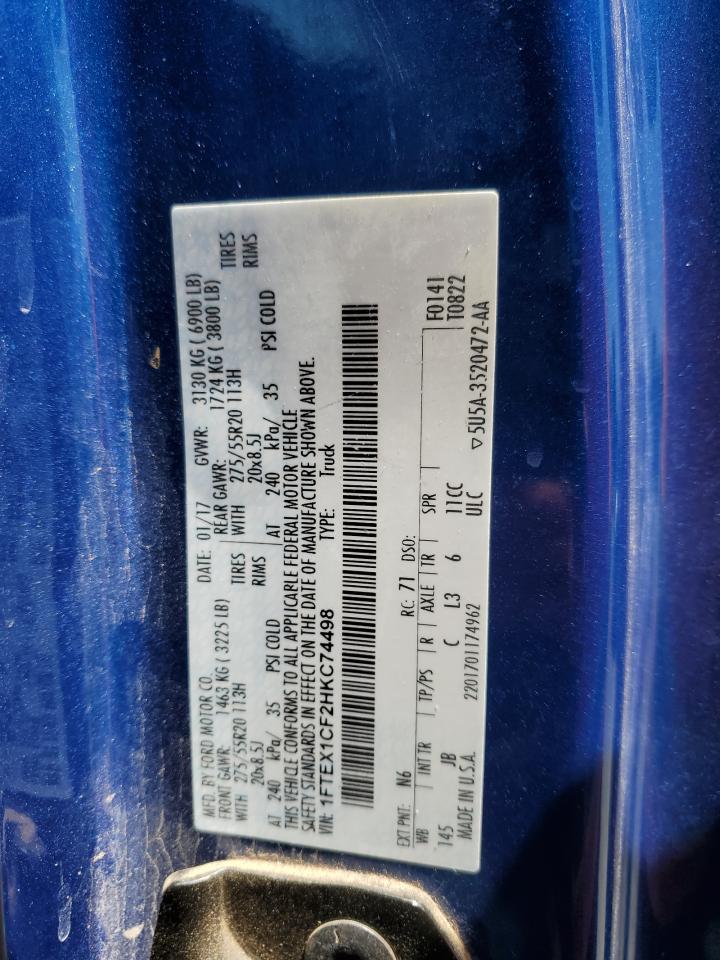 MFD. BY FORD MOTOR CO.
DATE: 01/17 GVWR: 3130 KG ( 6900 LB)
FRONT GAWR: 1463 KG ( 3225 LB) REAR GAWR: 1724 KG ( 3800 LB)
WITH 275/55R20 113H TIRES WITH 275/55R20 113H TIRES
20x8.5J RIMS 20x8.5J RIMS
AT 240 kPa/ 35 PSI COLD AT 240 kPa/ 35 PSI COLD
THIS VEHICLE CONFORMS TO ALL APPLICABLE FEDERAL MOTOR VEHICLE
SAFETY STANDARDS IN EFFECT ON THE DATE OF MANUFACTURE SHOWN ABOVE.
VIN: 1FTEX1CF2HKC74498 TYPE: Truck
EXT PNT: N6 RC: 71 DSO: F0141
WB INT TR TP/PS R AXLE TR SPR T0822
145 JB C L3 6 11CC
MADE IN U.S.A. 2201701174962 ULC ▽5U5A-3520472-AA